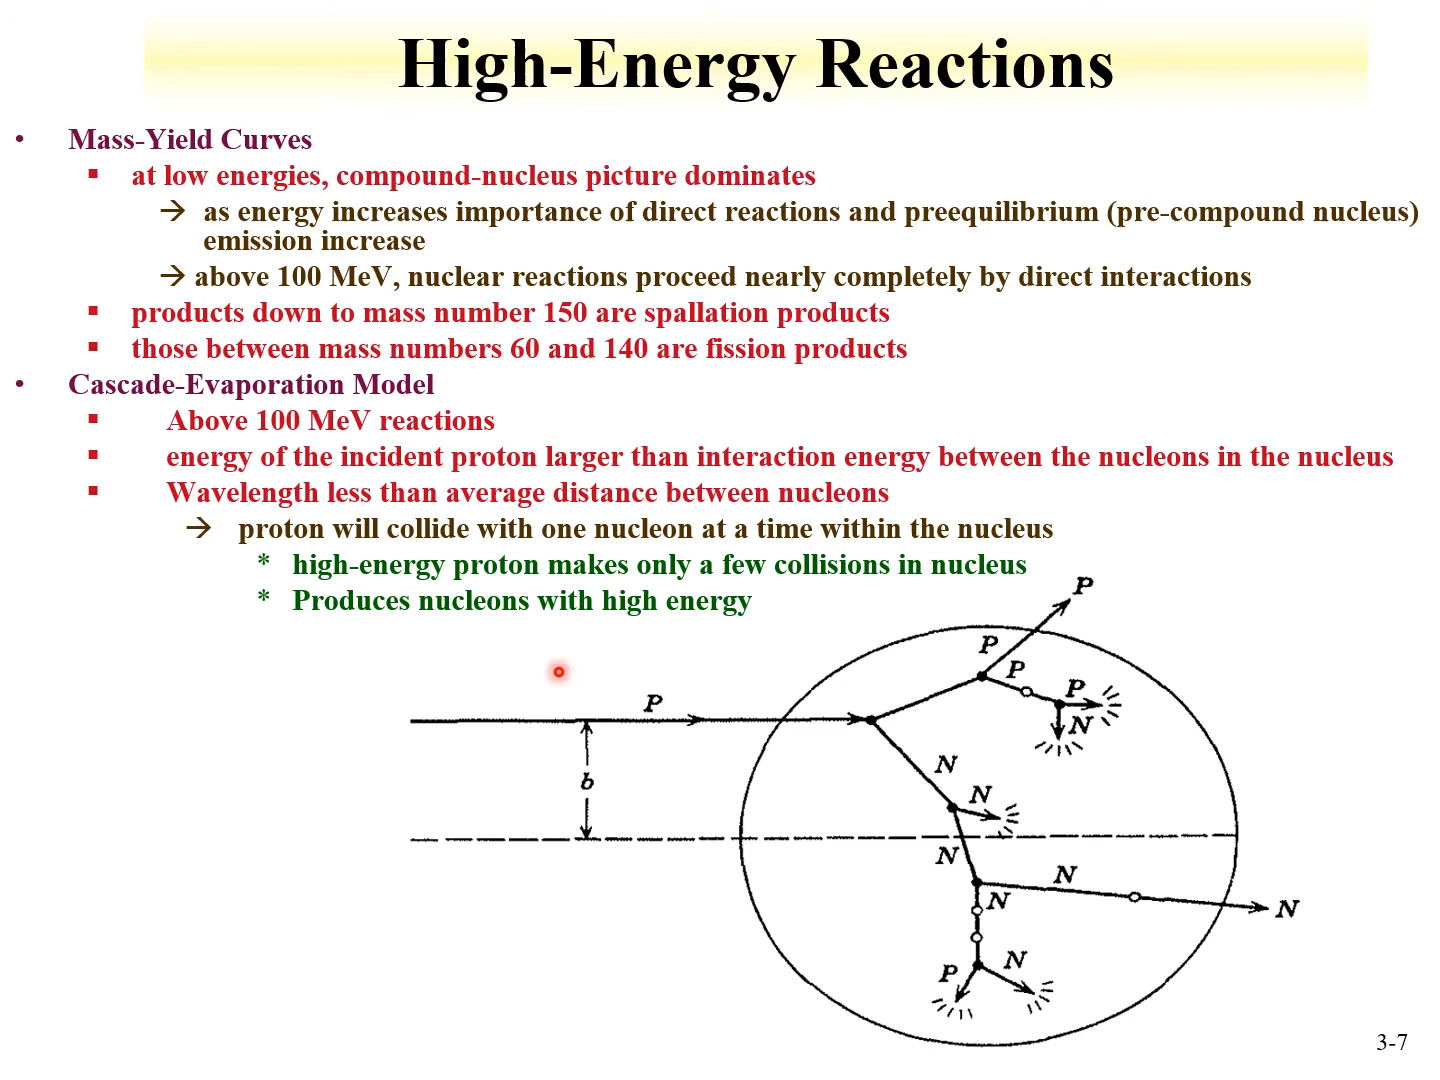 High-Energy Reactions
• Mass-Yield Curves
▪ at low energies, compound-nucleus picture dominates
→ as energy increases importance of direct reactions and preequilibrium (pre-compound nucleus)
emission increase
→ above 100 MeV, nuclear reactions proceed nearly completely by direct interactions
▪ products down to mass number 150 are spallation products
▪ those between mass numbers 60 and 140 are fission products
• Cascade-Evaporation Model
▪ Above 100 MeV reactions
▪ energy of the incident proton larger than interaction energy between the nucleons in the nucleus
▪ Wavelength less than average distance between nucleons
→ proton will collide with one nucleon at a time within the nucleus
* high-energy proton makes only a few collisions in nucleus
* Produces nucleons with high energy
P
P
P
P
P
N
b
N
N
N
N
N
N
N
P
3-7